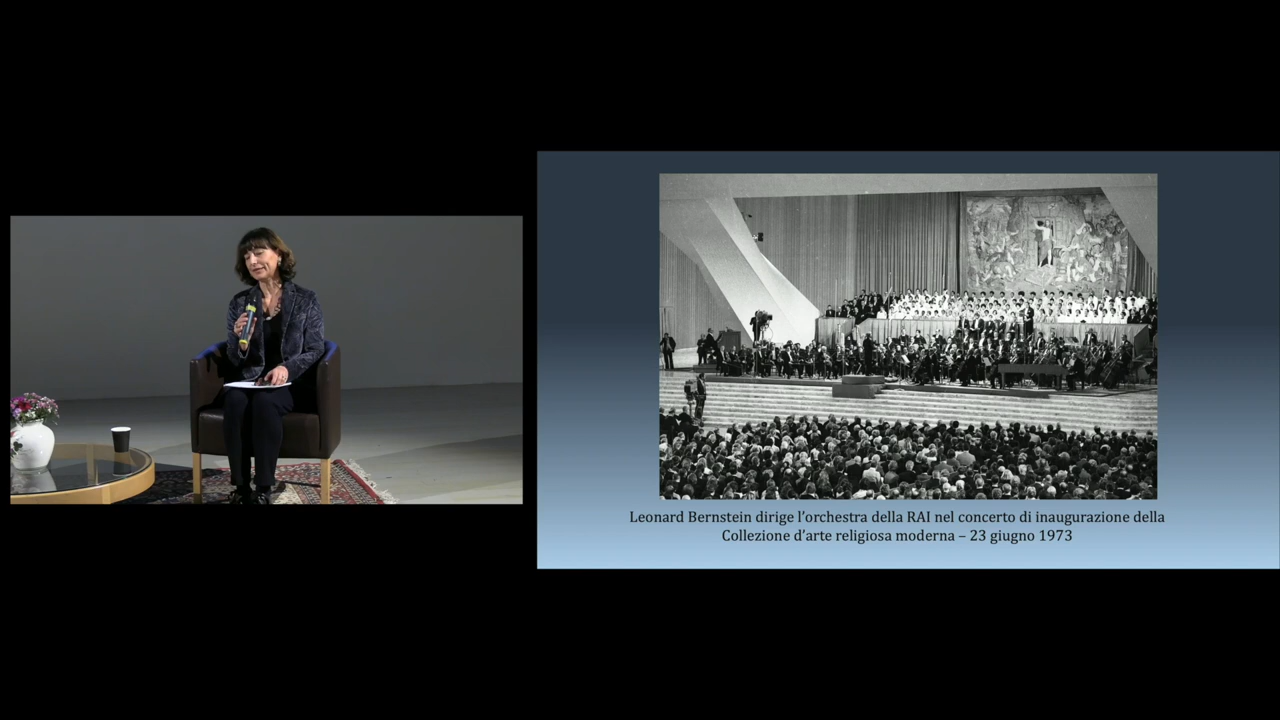 Leonard Bernstein dirige l’orchestra della RAI nel concerto di inaugurazione della
Collezione d’arte religiosa moderna – 23 giugno 1973